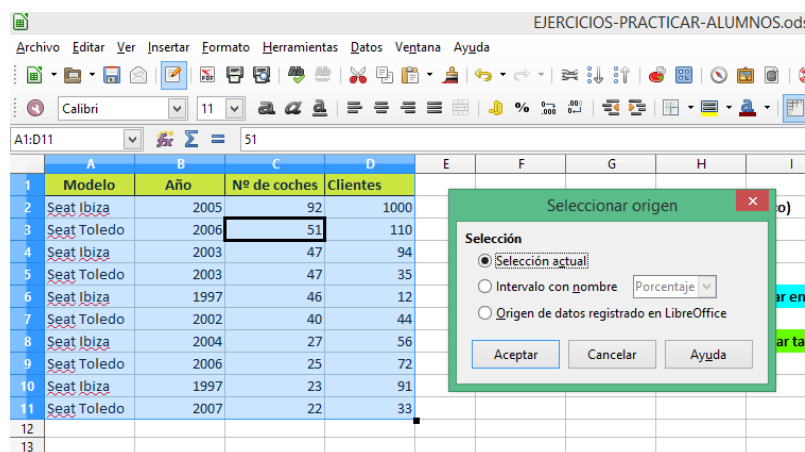 EJERCICIOS-PRACTICAR-ALUMNOS.ods
Archivo Editar Ver Insertar Formato Herramientas Datos Ventana Ayuda
Calibri 11
A1:D11 51
A B C D E F G H I
1 Modelo Año Nº de coches Clientes
2 Seat Ibiza 2005 92 1000
3 Seat Toledo 2006 51 110
4 Seat Ibiza 2003 47 94
5 Seat Toledo 2003 47 35
6 Seat Ibiza 1997 46 12
7 Seat Toledo 2002 40 44
8 Seat Ibiza 2004 27 56
9 Seat Toledo 2006 25 72
10 Seat Ibiza 1997 23 91
11 Seat Toledo 2007 22 33
12
13
Seleccionar origen
Selección
Selección actual
Intervalo con nombre Porcentaje
Origen de datos registrado en LibreOffice
Aceptar Cancelar Ayuda
o)
ar en
ar ta